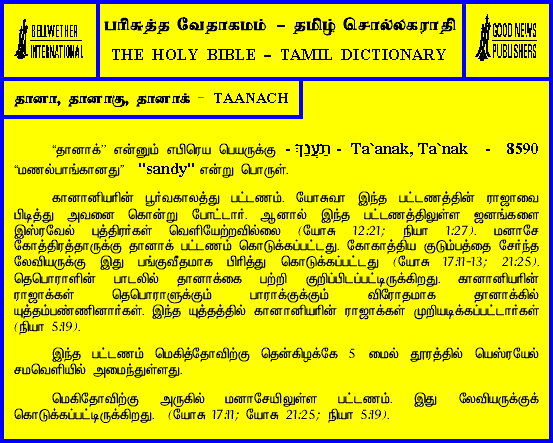 BELLWETHER
INTERNATIONAL
பரிசுத்த வேதாகமம் – தமிழ் சொல்லகராதி
THE HOLY BIBLE – TAMIL DICTIONARY
GOOD NEWS
PUBLISHERS
தானா, தானாகு, தானாக் – TAANACH
“தானாக்” என்னும் எபிரெய பெயருக்கு - תַּעֲנָךְ - Ta`anak, Ta`nak - 8590
“மணல்பாங்கானது” "sandy" என்று பொருள்.
கானானியரின் பூர்வகாலத்து பட்டணம். யோசுவா இந்த பட்டணத்தின் ராஜாவை
பிடித்து அவனை கொன்று போட்டார். ஆனால் இந்த பட்டணத்திலுள்ள ஜனங்களை
இஸ்ரவேல் புத்திரர்கள் வெளியேற்றவில்லை (யோசு 12:21; நியா 1:27). மனாசே
கோத்திரத்தாருக்கு தானாக் பட்டணம் கொடுக்கப்பட்டது. கோகாத்திய குடும்பத்தை சேர்ந்த
லேவியருக்கு இது பங்குவீதமாக பிரித்து கொடுக்கப்பட்டது (யோசு 17:11-13; 21:25).
தெபொராளின் பாடலில் தானாக்கை பற்றி குறிப்பிடப்பட்டிருக்கிறது. கானானியரின்
ராஜாக்கள் தெபொராளுக்கும் பாராக்குக்கும் விரோதமாக தானாக்கில்
யுத்தம்பண்ணினார்கள். இந்த யுத்தத்தில் கானானியரின் ராஜாக்கள் முறியடிக்கப்பட்டார்கள்
(நியா 5:19).
இந்த பட்டணம் மெகித்தோவிற்கு தென்கிழக்கே 5 மைல் தூரத்தில் யெஸ்ரயேல்
சமவெளியில் அமைந்துள்ளது.
மெகிதோவிற்கு அருகில் மனாசேயிலுள்ள பட்டணம். இது லேவியருக்குக்
கொடுக்கப்பட்டிருக்கிறது. (யோசு 17:11; யோசு 21:25; நியா 5:19).